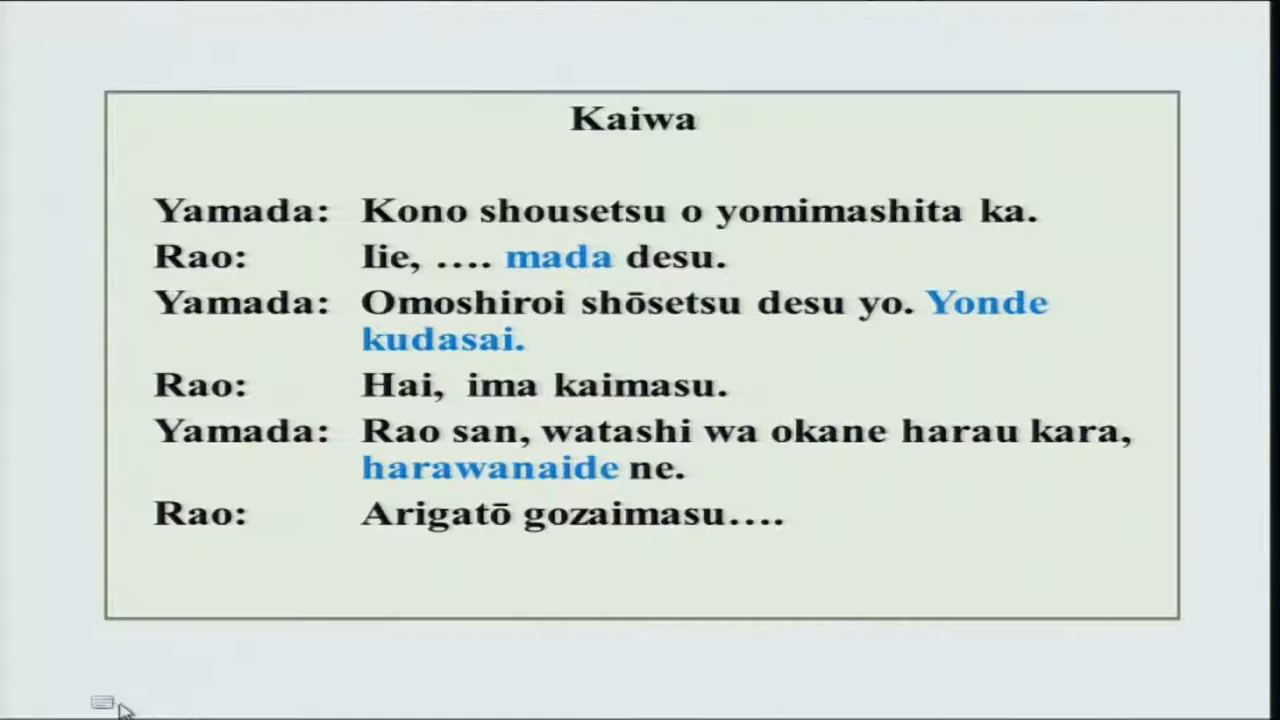 Kaiwa
Yamada: Kono shousetsu o yomimashita ka.
Rao: Iie, .... mada desu.
Yamada: Omoshiroi shōsetsu desu yo. Yonde
kudasai.
Rao: Hai, ima kaimasu.
Yamada: Rao san, watashi wa okane harau kara,
harawanaide ne.
Rao: Arigatō gozaimasu....